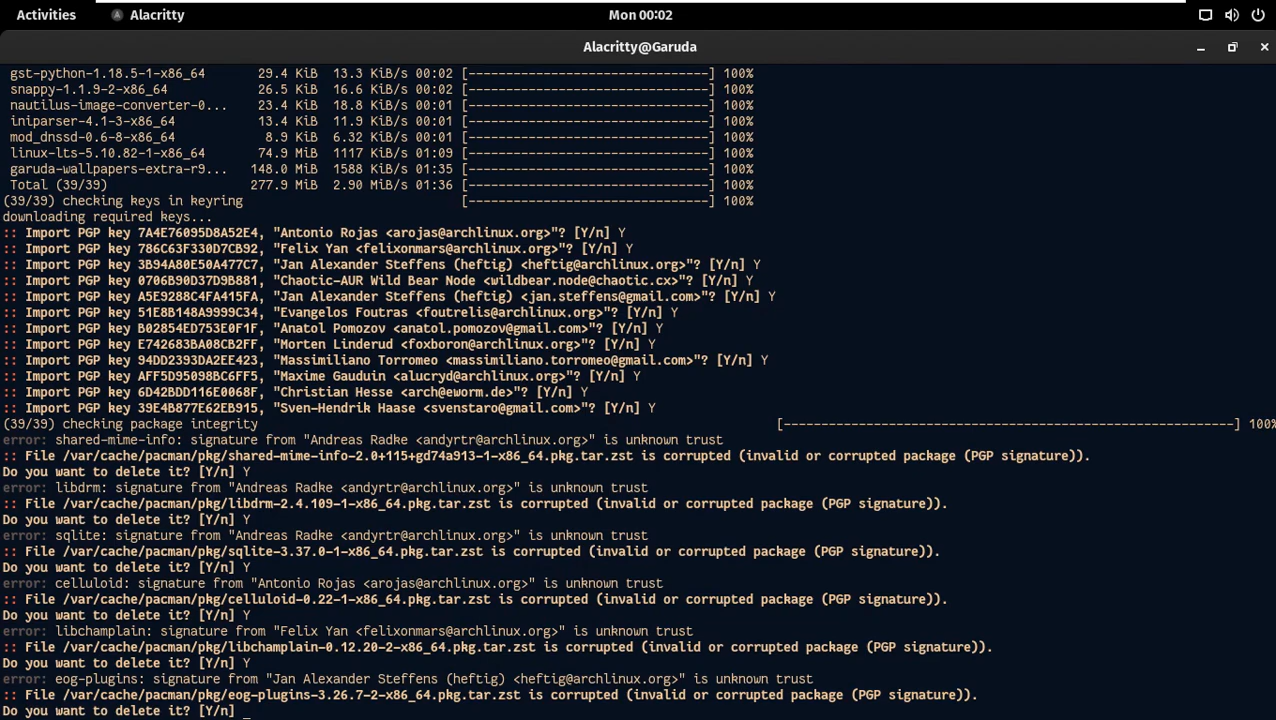 Activities Alacritty Mon 00:02
Alacritty@Garuda
gst-python-1.18.5-1-x86_64 29.4 KiB 13.3 KiB/s 00:02 [--------------------------------] 100%
snappy-1.1.9-2-x86_64 26.5 KiB 16.6 KiB/s 00:02 [--------------------------------] 100%
nautilus-image-converter-0... 23.4 KiB 18.8 KiB/s 00:01 [--------------------------------] 100%
iniparser-4.1-3-x86_64 13.4 KiB 11.9 KiB/s 00:01 [--------------------------------] 100%
mod_dnssd-0.6-8-x86_64 8.9 KiB 6.32 KiB/s 00:01 [--------------------------------] 100%
linux-lts-5.10.82-1-x86_64 74.9 MiB 1117 KiB/s 01:09 [--------------------------------] 100%
garuda-wallpapers-extra-r9... 148.0 MiB 1588 KiB/s 01:35 [--------------------------------] 100%
Total (39/39) 277.9 MiB 2.90 MiB/s 01:36 [--------------------------------] 100%
(39/39) checking keys in keyring [--------------------------------] 100%
downloading required keys...
:: Import PGP key 7A4E76095D8A52E4, "Antonio Rojas <arojas@archlinux.org>"? [Y/n] Y
:: Import PGP key 786C63F330D7CB92, "Felix Yan <felixonmars@archlinux.org>"? [Y/n] Y
:: Import PGP key 3B94A80E50A477C7, "Jan Alexander Steffens (heftig) <heftig@archlinux.org>"? [Y/n] Y
:: Import PGP key 0706B90D37D9B881, "Chaotic-AUR Wild Bear Node <wildbear.node@chaotic.cx>"? [Y/n] Y
:: Import PGP key A5E9288C4FA415FA, "Jan Alexander Steffens (heftig) <jan.steffens@gmail.com>"? [Y/n] Y
:: Import PGP key 51E8B148A9999C34, "Evangelos Foutras <foutrelis@archlinux.org>"? [Y/n] Y
:: Import PGP key B02854ED753E0F1F, "Anatol Pomozov <anatol.pomozov@gmail.com>"? [Y/n] Y
:: Import PGP key E742683BA08CB2FF, "Morten Linderud <foxboron@archlinux.org>"? [Y/n] Y
:: Import PGP key 94DD2393DA2EE423, "Massimiliano Torromeo <massimiliano.torromeo@gmail.com>"? [Y/n] Y
:: Import PGP key AFF5D95098BC6FF5, "Maxime Gauduin <alucryd@archlinux.org>"? [Y/n] Y
:: Import PGP key 6D42BDD116E0068F, "Christian Hesse <arch@eworm.de>"? [Y/n] Y
:: Import PGP key 39E4B877E62EB915, "Sven-Hendrik Haase <svenstaro@gmail.com>"? [Y/n] Y
(39/39) checking package integrity [------------------------------------------------------------] 100%
error: shared-mime-info: signature from "Andreas Radke <andyrtr@archlinux.org>" is unknown trust
:: File /var/cache/pacman/pkg/shared-mime-info-2.0+115+gd74a913-1-x86_64.pkg.tar.zst is corrupted (invalid or corrupted package (PGP signature)).
Do you want to delete it? [Y/n] Y
error: libdrm: signature from "Andreas Radke <andyrtr@archlinux.org>" is unknown trust
:: File /var/cache/pacman/pkg/libdrm-2.4.109-1-x86_64.pkg.tar.zst is corrupted (invalid or corrupted package (PGP signature)).
Do you want to delete it? [Y/n] Y
error: sqlite: signature from "Andreas Radke <andyrtr@archlinux.org>" is unknown trust
:: File /var/cache/pacman/pkg/sqlite-3.37.0-1-x86_64.pkg.tar.zst is corrupted (invalid or corrupted package (PGP signature)).
Do you want to delete it? [Y/n] Y
error: celluloid: signature from "Antonio Rojas <arojas@archlinux.org>" is unknown trust
:: File /var/cache/pacman/pkg/celluloid-0.22-1-x86_64.pkg.tar.zst is corrupted (invalid or corrupted package (PGP signature)).
Do you want to delete it? [Y/n] Y
error: libchamplain: signature from "Felix Yan <felixonmars@archlinux.org>" is unknown trust
:: File /var/cache/pacman/pkg/libchamplain-0.12.20-2-x86_64.pkg.tar.zst is corrupted (invalid or corrupted package (PGP signature)).
Do you want to delete it? [Y/n] Y
error: eog-plugins: signature from "Jan Alexander Steffens (heftig) <heftig@archlinux.org>" is unknown trust
:: File /var/cache/pacman/pkg/eog-plugins-3.26.7-2-x86_64.pkg.tar.zst is corrupted (invalid or corrupted package (PGP signature)).
Do you want to delete it? [Y/n] _